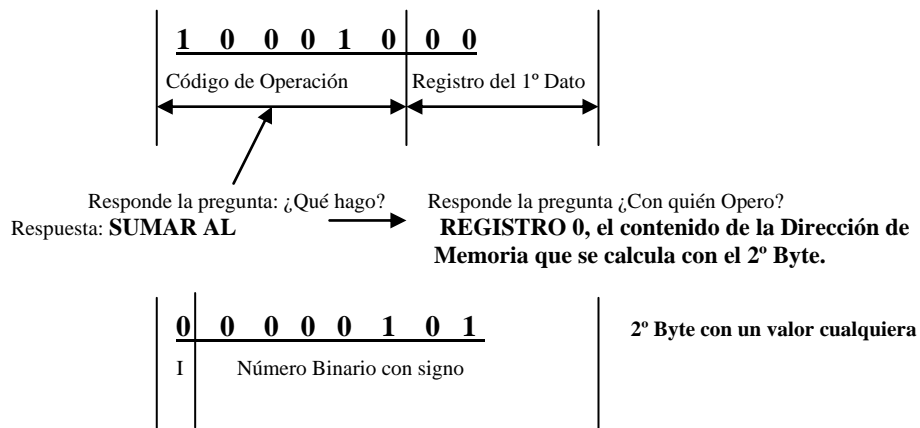 1 0 0 0 1 0 0 0
Código de Operación Registro del 1º Dato
Responde la pregunta: ¿Qué hago? Responde la pregunta ¿Con quién Opero?
Respuesta: SUMAR AL REGISTRO 0, el contenido de la Dirección de
Memoria que se calcula con el 2º Byte.
0 0 0 0 0 1 0 1 2º Byte con un valor cualquiera
I Número Binario con signo